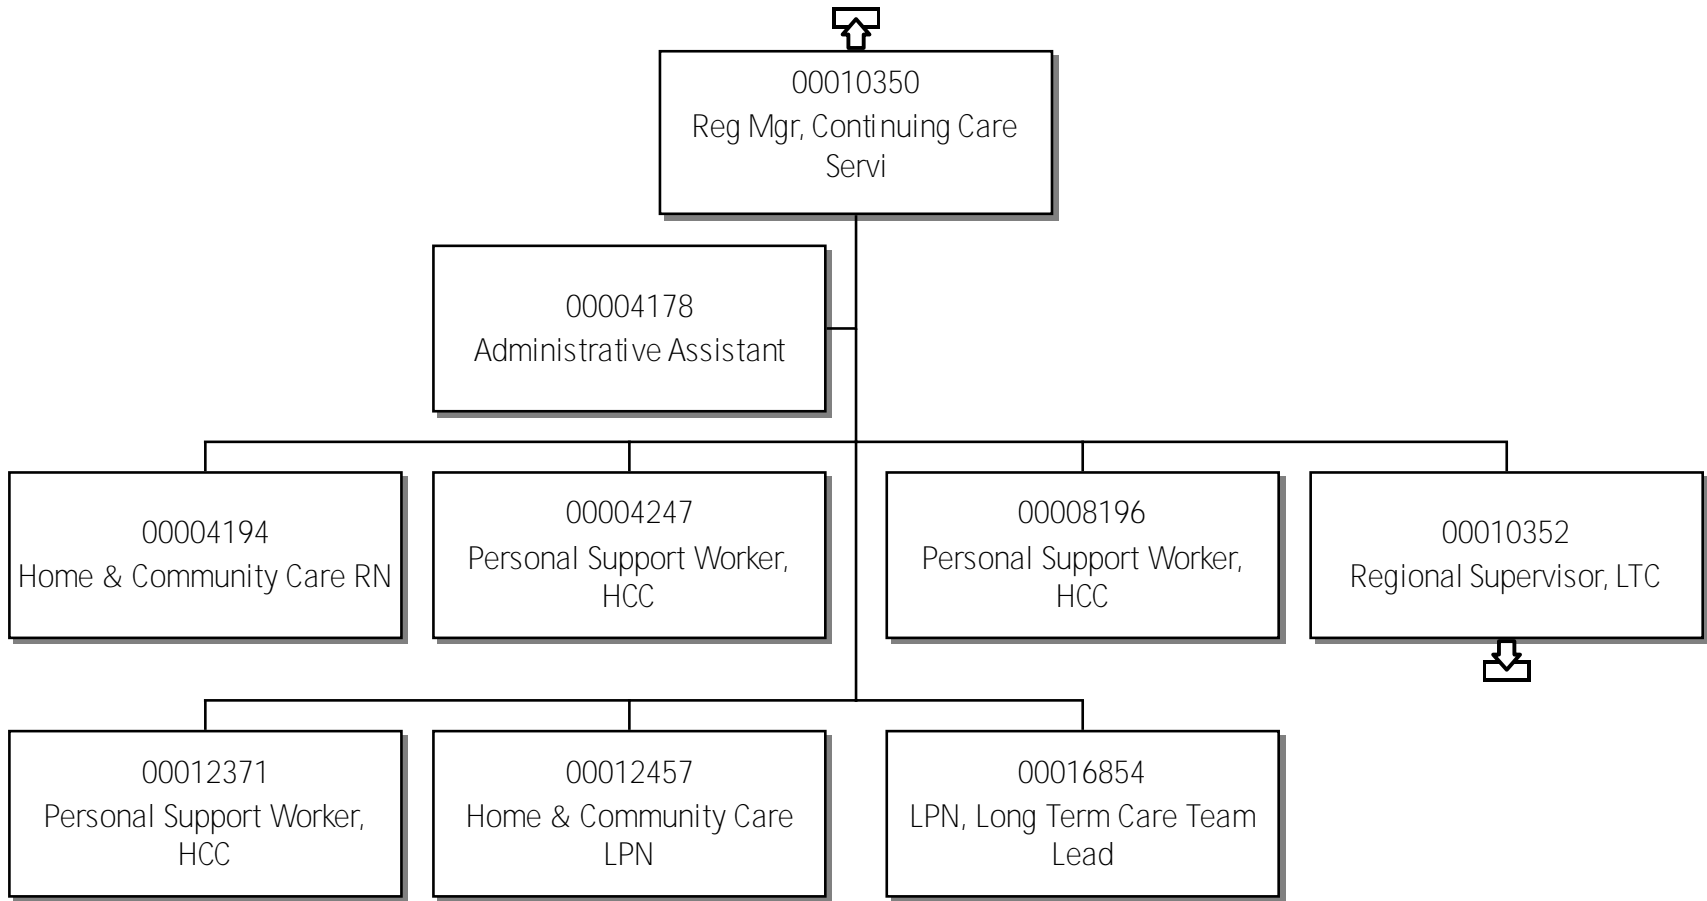 00010350
Reg Mgr, Continuing Care
Servi
00004178
Administrative Assistant
00004194
Home & Community Care RN
00004247
Personal Support Worker,
HCC
00008196
Personal Support Worker,
HCC
00010352
Regional Supervisor, LTC
00012371
Personal Support Worker,
HCC
00012457
Home & Community Care
LPN
00016854
LPN, Long Term Care Team
Lead